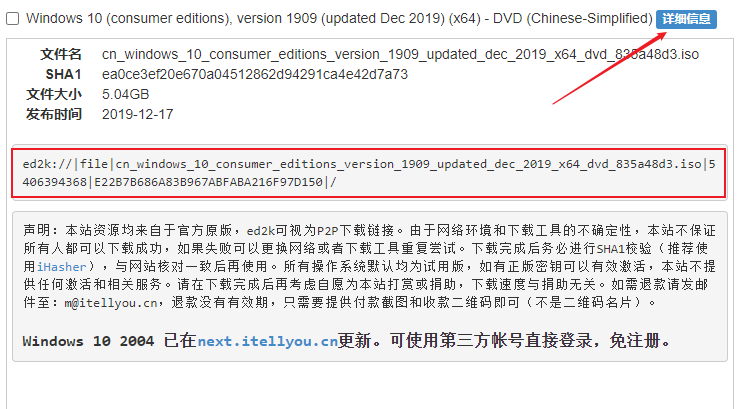 Windows 10 (consumer editions), version 1909 (updated Dec 2019) (x64) - DVD (Chinese-Simplified) 详细信息
文件名 cn_windows_10_consumer_editions_version_1909_updated_dec_2019_x64_dvd_835a48d3.iso
SHA1 ea0ce3ef20e670a04512862d94291ca4e42d7a73
文件大小 5.04GB
发布时间 2019-12-17
ed2k://|file|cn_windows_10_consumer_editions_version_1909_updated_dec_2019_x64_dvd_835a48d3.iso|5
406394368|E22B7B686A83B967ABFABA216F97D150|/
声明：本站资源均来自于官方原版，ed2k可视为P2P下载链接。由于网络环境和下载工具的不确定性，本站不保证
所有人都可以下载成功，如果失败可以更换网络或者下载工具重复尝试。下载完成后务必进行SHA1校验（推荐使
用iHasher），与网站核对一致后再使用。所有操作系统默认均为试用版，如有正版密钥可以有效激活，本站不提
供任何激活和相关服务。请在下载完成后再考虑自愿为本站打赏或捐助，下载速度与捐助无关。如需退款请发邮
件至：m@itellyou.cn，退款没有有效期，只需要提供付款截图和收款二维码即可（不是二维码名片）。
Windows 10 2004 已在next.itellyou.cn更新。可使用第三方帐号直接登录，免注册。